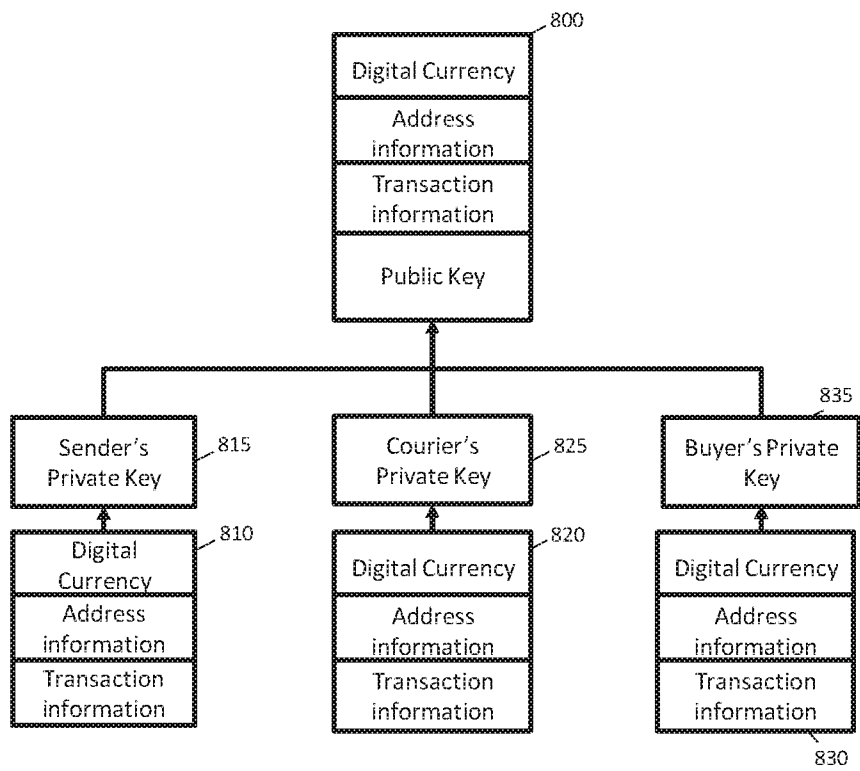 800
Digital Currency
Address
information
Transaction
information
Public Key
Sender's
Private Key
815
Courier's
Private Key
825
835
Buyer's Private
Key
Digital
Currency
Address
information
Transaction
information
810
Digital Currency
Address
information
Transaction
information
820
Digital Currency
Address
information
Transaction
information
830